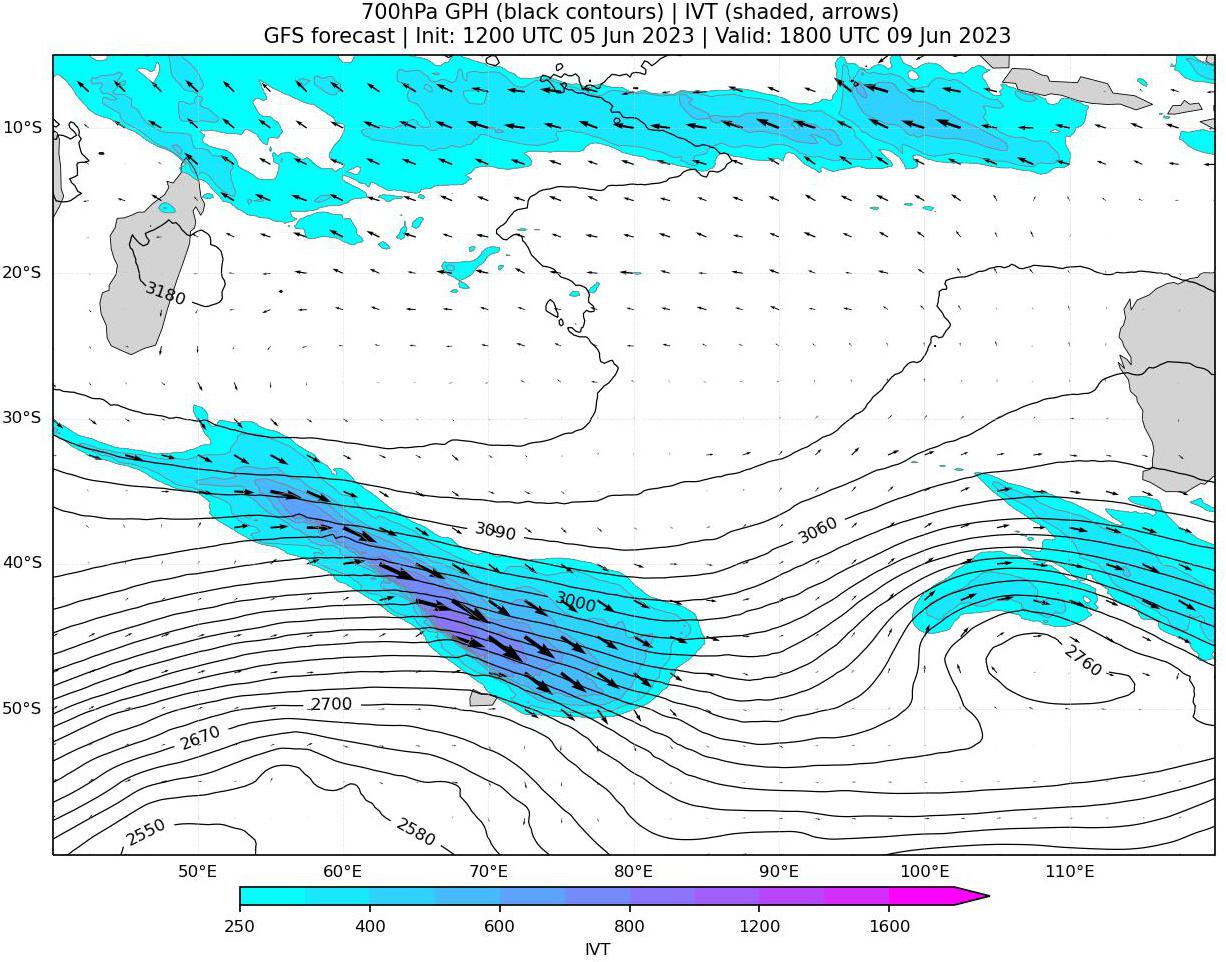 700hPa GPH (black contours) | IVT (shaded, arrows)
GFS forecast | Init: 1200 UTC 05 Jun 2023 | Valid: 1800 UTC 09 Jun 2023
10°S
20°S
3180
30°S
3090
3060
40°S
3000
2760
50°S
2700
2670
2550
2580
50°E 60°E 70°E 80°E 90°E 100°E 110°E
250 400 600 800 1200 1600
IVT